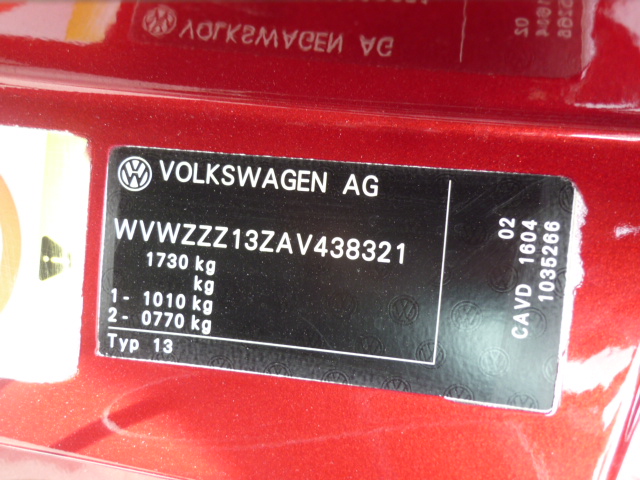 VOLKSWAGEN AG
WVWZZZ13ZAV438321
1730 kg
kg
1- 1010 kg
2- 0770 kg
Typ 13
02
CAVD 1604
1035266
VOLKSWAGEN AG